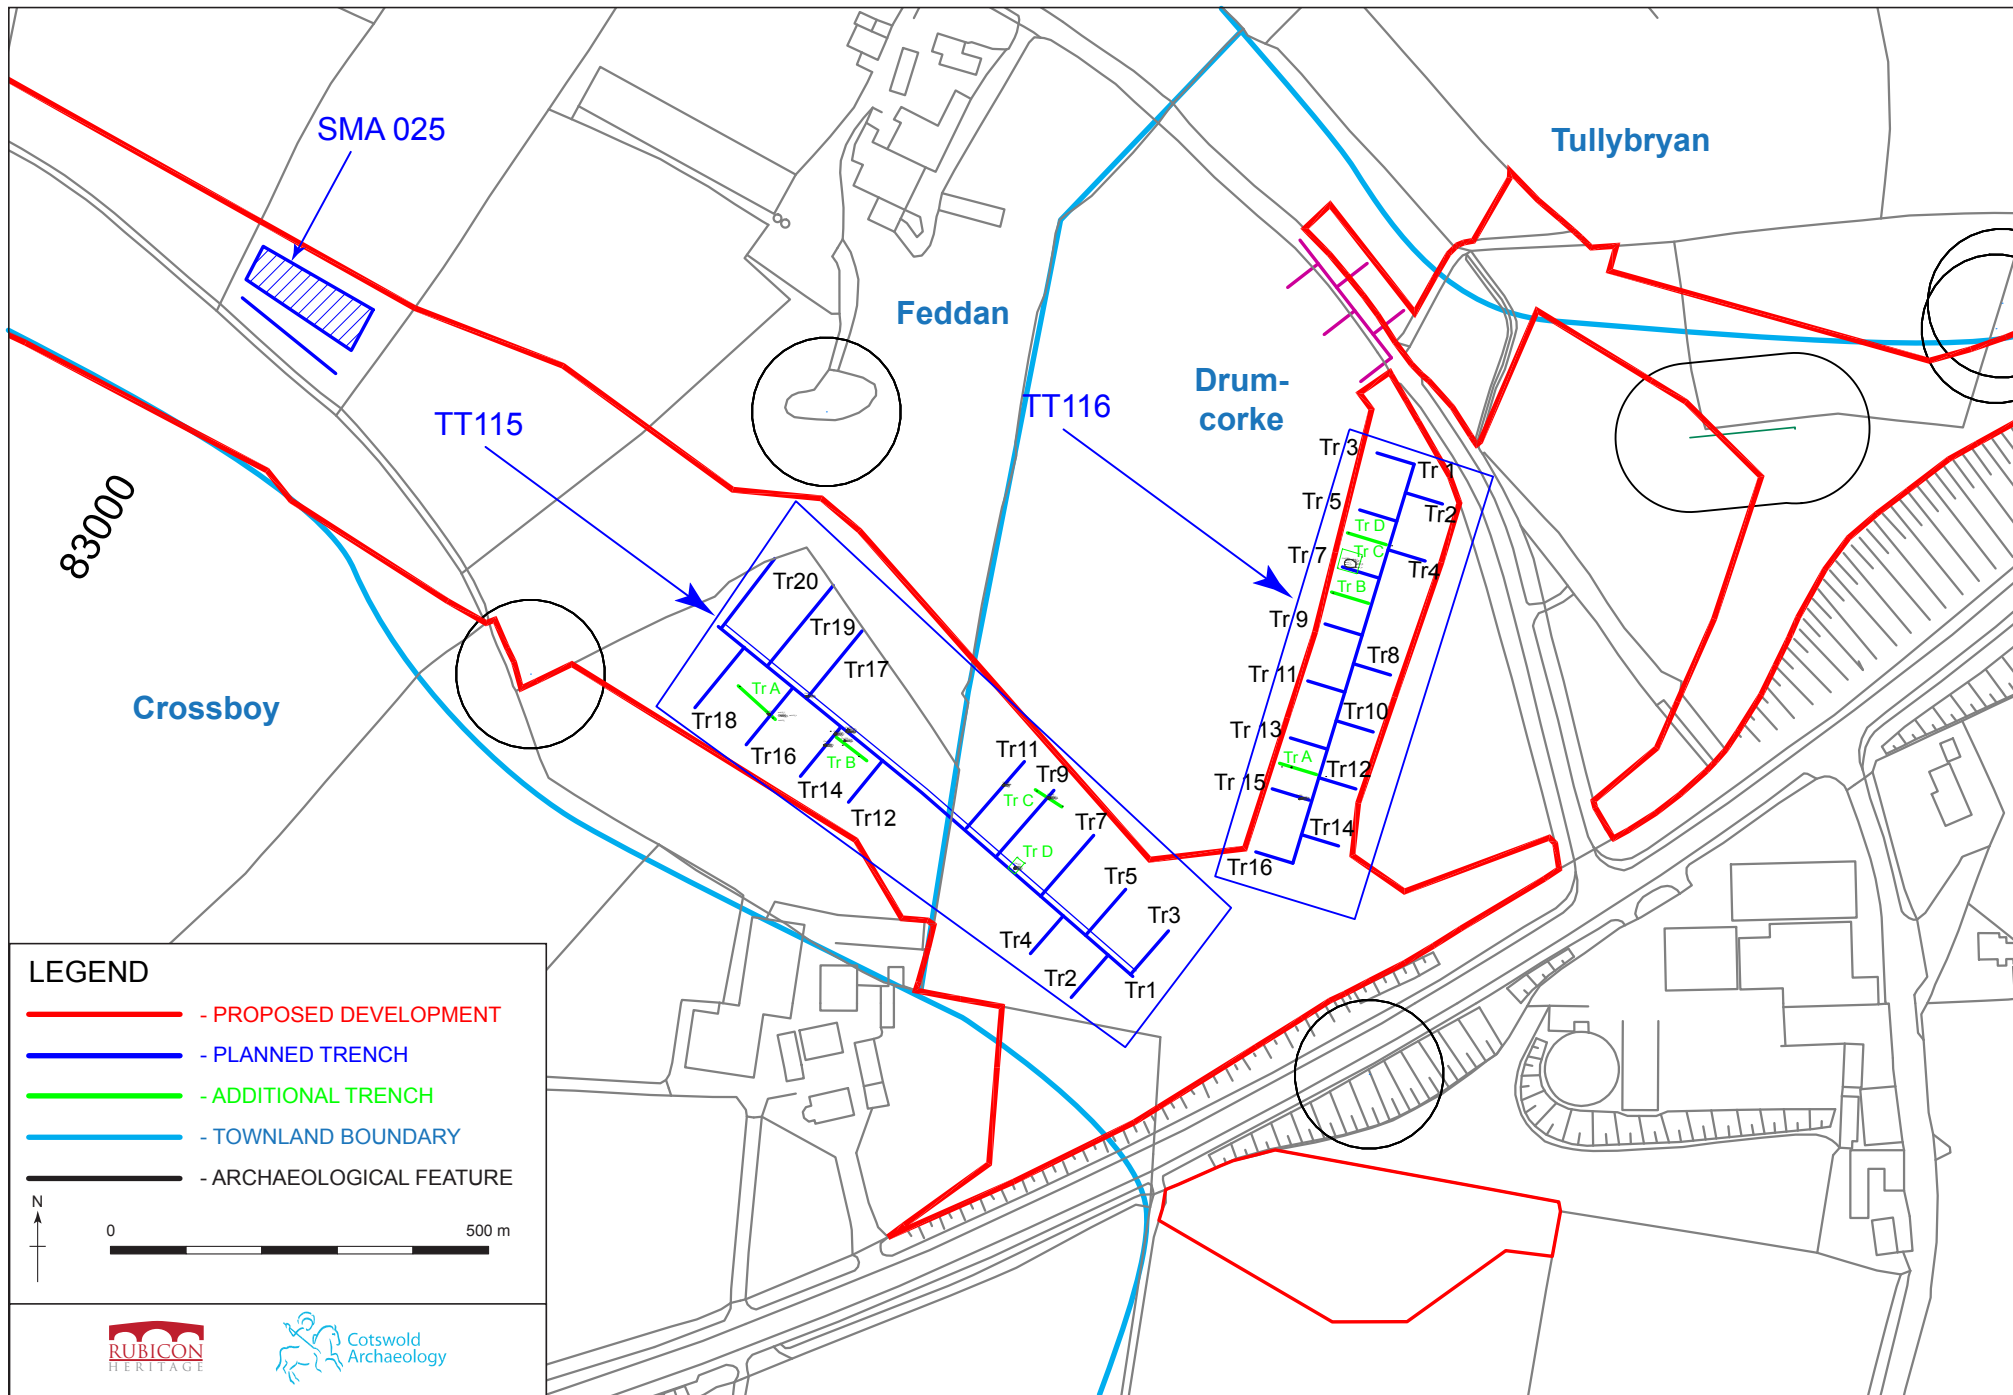 SMA 025
Tullybryan
Feddan
Drum-
corke
TT115
TT116
83000
Crossboy
Tr 3
Tr 1
Tr 5
Tr2
Tr D
Tr C
Tr 7
Tr4
Tr B
Tr 9
Tr8
Tr 11
Tr10
Tr 13
Tr A
Tr12
Tr 15
Tr14
Tr16
Tr20
Tr19
Tr17
Tr A
Tr18
Tr16
Tr B
Tr14
Tr12
Tr11
Tr9
Tr C
Tr7
Tr D
Tr5
Tr3
Tr4
Tr2
Tr1
LEGEND
- PROPOSED DEVELOPMENT
- PLANNED TRENCH
- ADDITIONAL TRENCH
- TOWNLAND BOUNDARY
- ARCHAEOLOGICAL FEATURE
N
0 500 m
RUBICON
HERITAGE
Cotswold
Archaeology